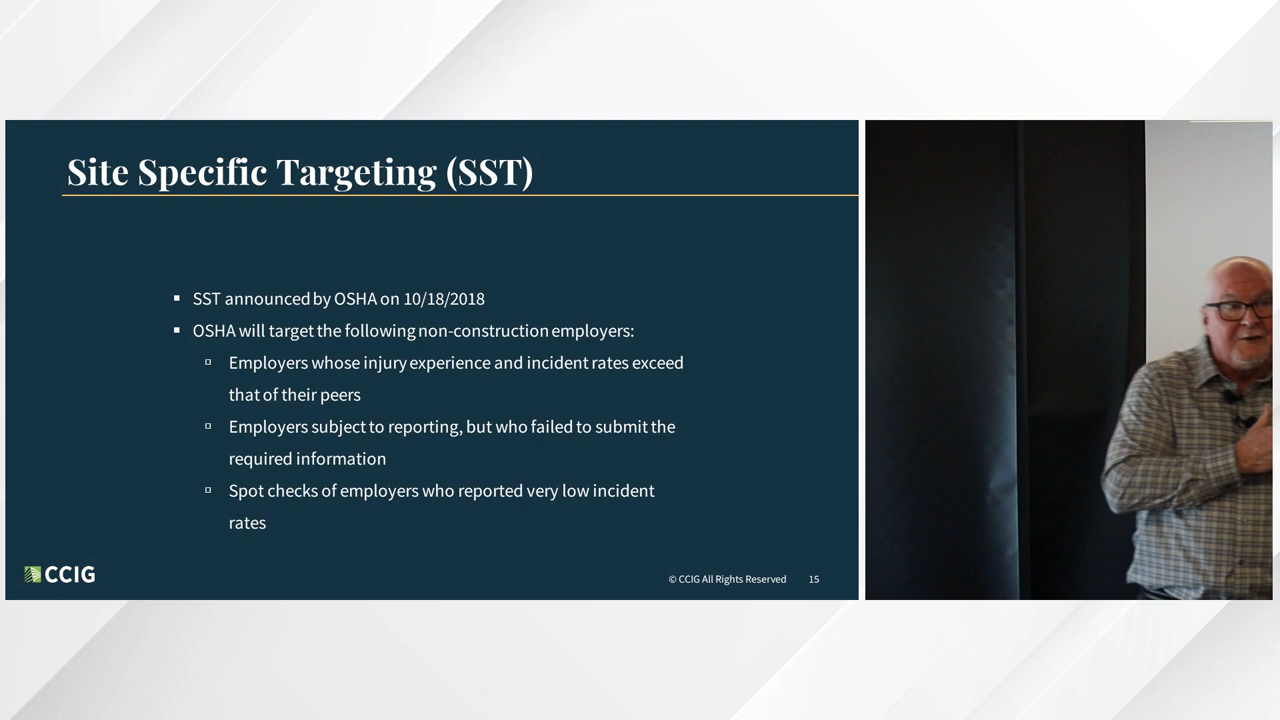 Site Specific Targeting (SST)
▪ SST announced by OSHA on 10/18/2018
▪ OSHA will target the following non-construction employers:
▫ Employers whose injury experience and incident rates exceed
that of their peers
▫ Employers subject to reporting, but who failed to submit the
required information
▫ Spot checks of employers who reported very low incident
rates
CCIG
© CCIG All Rights Reserved 15